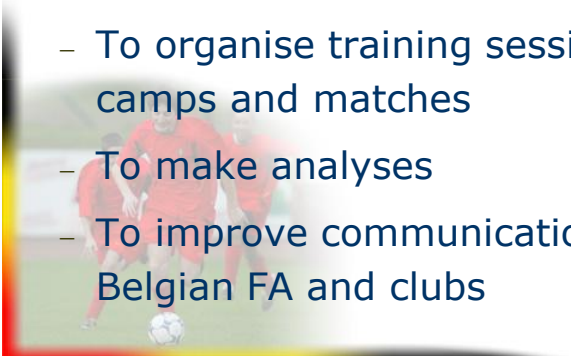 – To organise training
camps and matches
– To make analyses
– To improve
Belgian FA and clubs